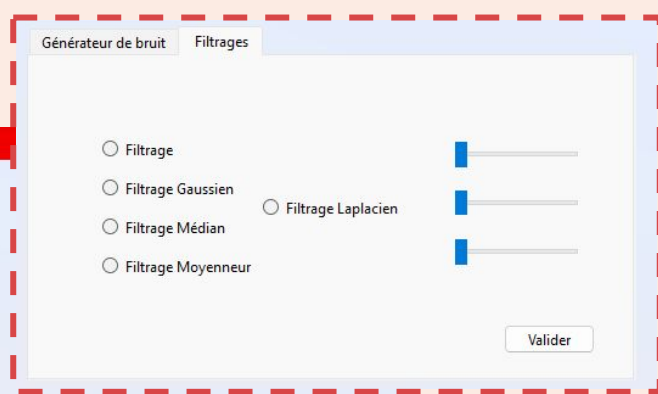 Générateur de bruit
Filtrages
Filtrage
Filtrage Gaussien
Filtrage Laplacien
Filtrage Médian
Filtrage Moyenneur
Valider